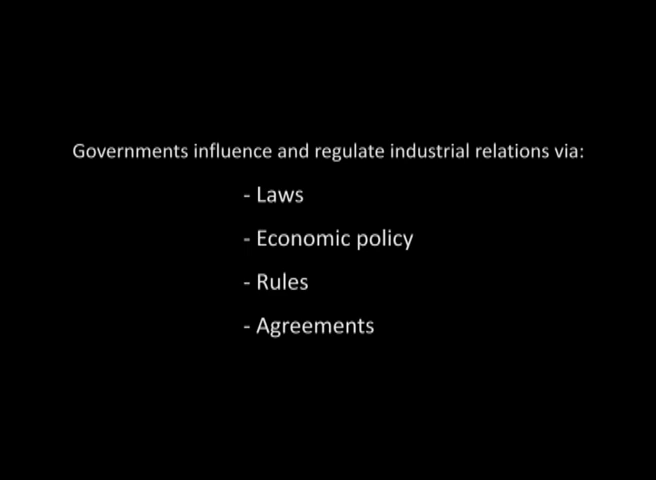 Governments influence and regulate industrial relations via:
- Laws
- Economic policy
- Rules
- Agreements